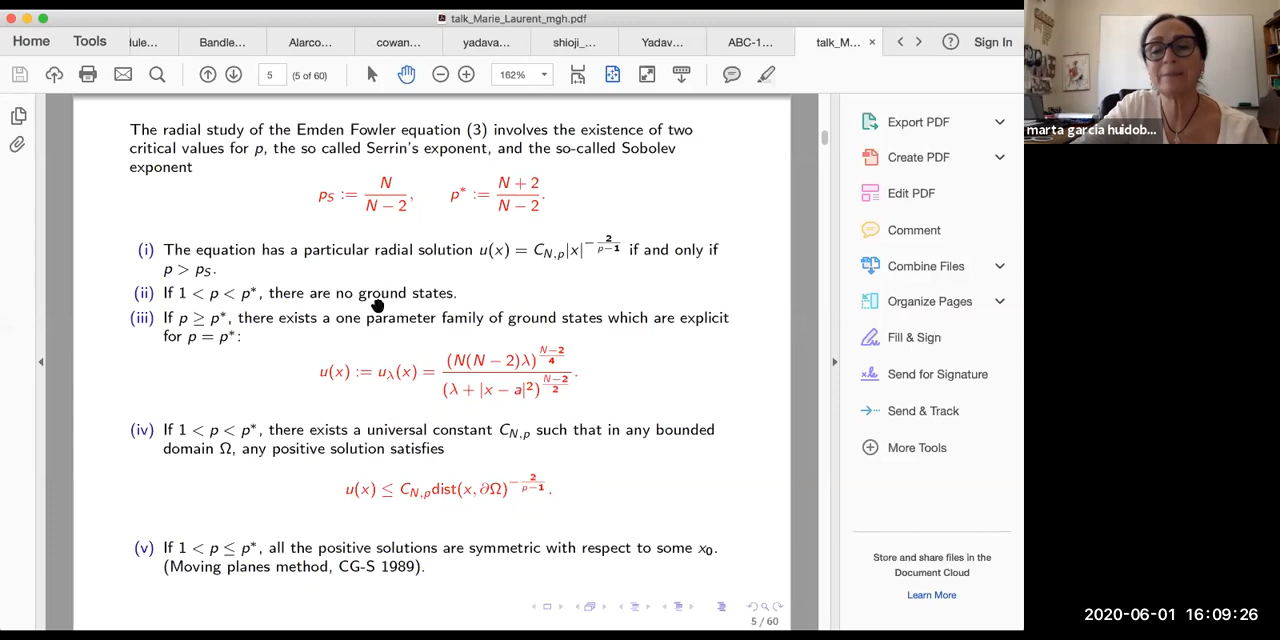 talk_Marie_Laurent_mgh.pdf
Home Tools dule... Bandle... Alarco... cowan... yadava... shioji_... Yadav... ABC-1... talk_M... × Sign In
5 (5 of 60) 162%
The radial study of the Emden Fowler equation (3) involves the existence of two
critical values for p, the so called Serrin's exponent, and the so-called Sobolev
exponent
p_S := N/(N − 2), p* := (N + 2)/(N − 2).
(i) The equation has a particular radial solution u(x) = C_{N,p}|x|^{−2/(p−1)} if and only if
p > p_S.
(ii) If 1 < p < p*, there are no ground states.
(iii) If p ≥ p*, there exists a one parameter family of ground states which are explicit
for p = p*:
u(x) := u_λ(x) = (N(N − 2)λ)^{(N−2)/4} / (λ + |x − a|²)^{(N−2)/2}.
(iv) If 1 < p < p*, there exists a universal constant C_{N,p} such that in any bounded
domain Ω, any positive solution satisfies
u(x) ≤ C_{N,p}dist(x, ∂Ω)^{−2/(p−1)}.
(v) If 1 < p ≤ p*, all the positive solutions are symmetric with respect to some x₀.
(Moving planes method, CG-S 1989).
5 / 60
Export PDF
Create PDF
Edit PDF
Comment
Combine Files
Organize Pages
Fill & Sign
Send for Signature
Send & Track
More Tools
Store and share files in the
Document Cloud
Learn More
marta garcia huidob...
2020-06-01 16:09:26